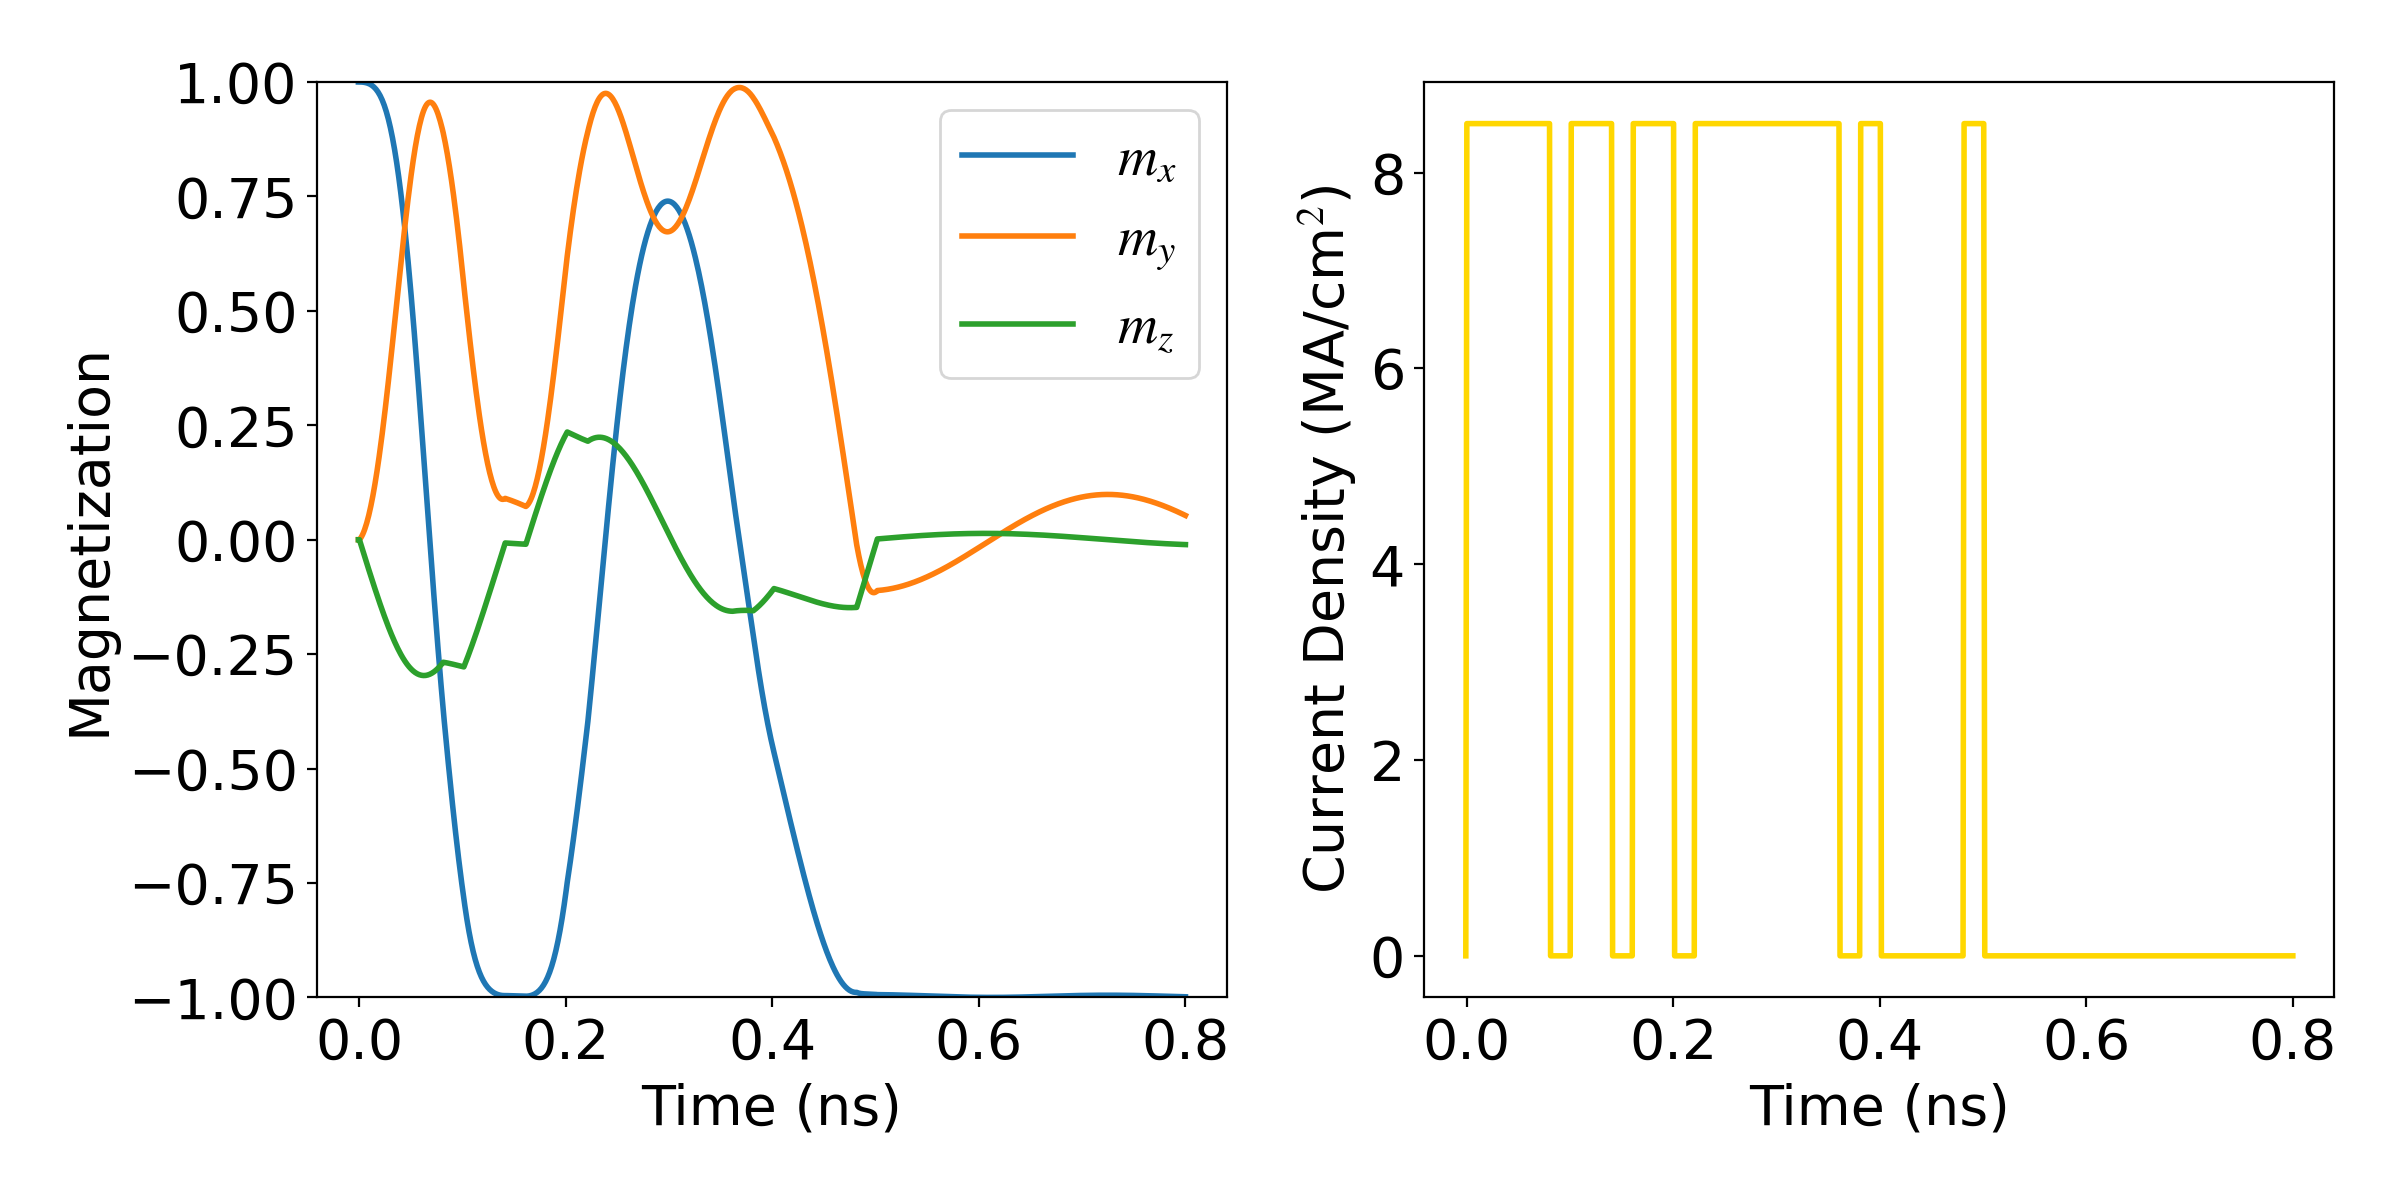 Magnetization
1.00
0.75
0.50
0.25
0.00
−0.25
−0.50
−0.75
−1.00
0.0 0.2 0.4 0.6 0.8
Time (ns)
m_x
m_y
m_z
Current Density (MA/cm²)
8
6
4
2
0
0.0 0.2 0.4 0.6 0.8
Time (ns)